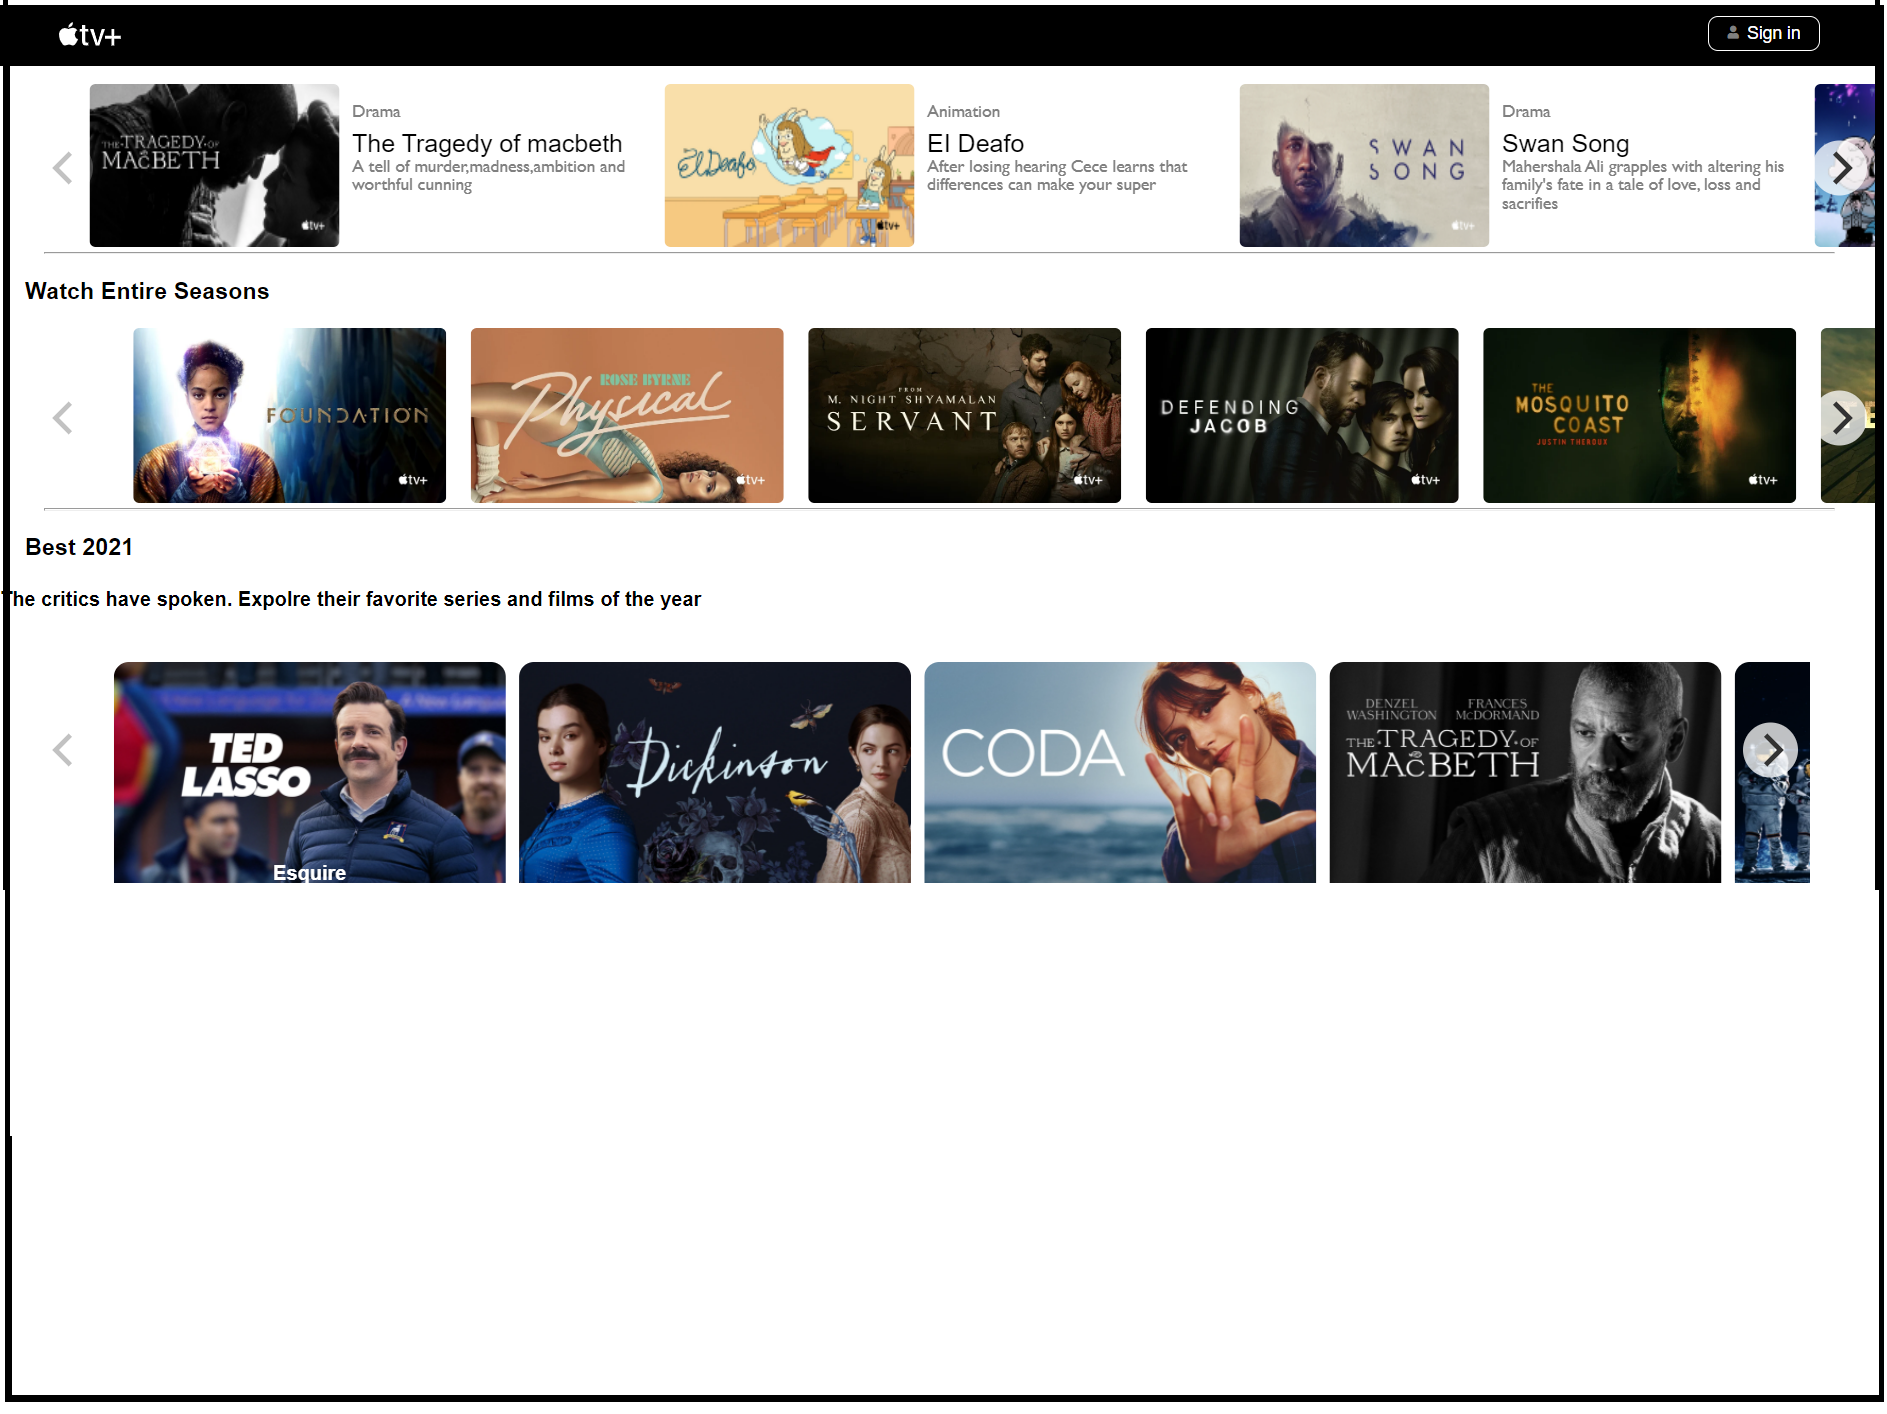 tv+
Sign in
THE TRAGEDY OF
MACBETH
tv+
Drama
The Tragedy of macbeth
A tell of murder,madness,ambition and
worthful cunning
El Deafo
tv+
Animation
El Deafo
After losing hearing Cece learns that
differences can make your super
SWAN
SONG
tv+
Drama
Swan Song
Mahershala Ali grapples with altering his
family's fate in a tale of love, loss and
sacrifies
Watch Entire Seasons
FOUNDATION
tv+
ROSE BYRNE
Physical
tv+
FROM
M. NIGHT SHYAMALAN
SERVANT
tv+
DEFENDING
JACOB
tv+
THE
MOSQUITO
COAST
JUSTIN THEROUX
tv+
Best 2021
The critics have spoken. Expolre their favorite series and films of the year
TED
LASSO
Esquire
Dickinson
CODA
DENZEL WASHINGTON
FRANCES McDORMAND
THE TRAGEDY OF
MACBETH